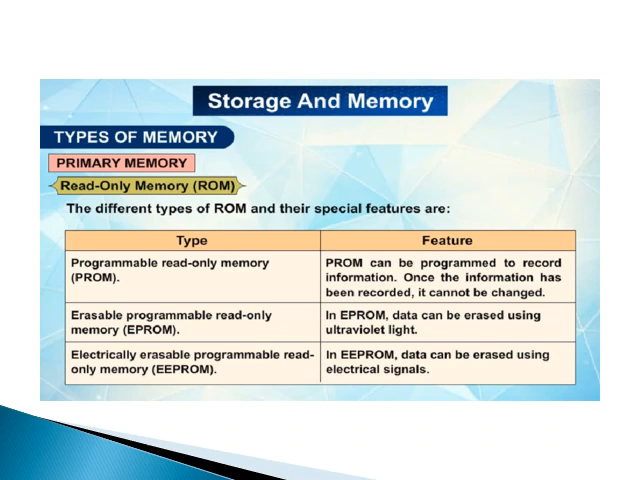 Storage And Memory
TYPES OF MEMORY
PRIMARY MEMORY
Read-Only Memory (ROM)
The different types of ROM and their special features are:
Type
Feature
Programmable read-only memory
(PROM).
PROM can be programmed to record
information. Once the information has
been recorded, it cannot be changed.
Erasable programmable read-only
memory (EPROM).
In EPROM, data can be erased using
ultraviolet light.
Electrically erasable programmable read-
only memory (EEPROM).
In EEPROM, data can be erased using
electrical signals.